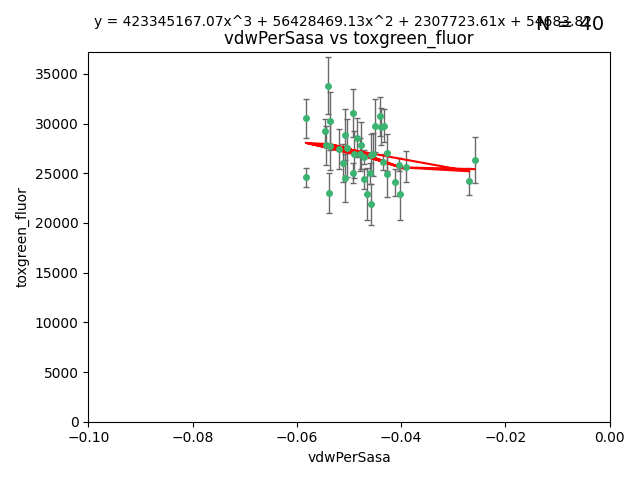 y = 423345167.07x^3 + 56428469.13x^2 + 2307723.61x + 54683.82
N = 40
vdwPerSasa vs toxgreen_fluor
toxgreen_fluor
35000
30000
25000
20000
15000
10000
5000
0
−0.10 −0.08 −0.06 −0.04 −0.02 0.00
vdwPerSasa